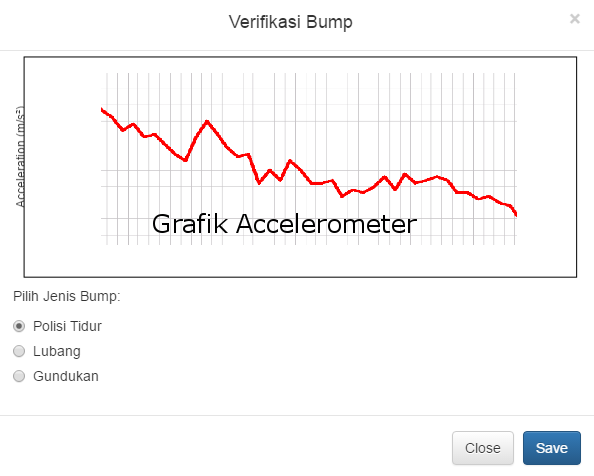 Verifikasi Bump
×
Acceleration (m/s²)
Grafik Accelerometer
Pilih Jenis Bump:
Polisi Tidur
Lubang
Gundukan
Close
Save